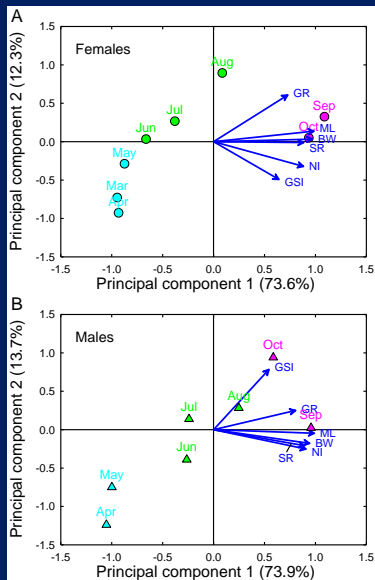 A
Females
Principal component 2 (12.3%)
1.5
1.0
0.5
0.0
-0.5
-1.0
-1.5
Aug
Jul
Jun
May
Mar
Apr
Sep
Oct
GR
ML
BW
SR
NI
GSI
-1.5 -1.0 -0.5 0.0 0.5 1.0 1.5
Principal component 1 (73.6%)
B
Males
Principal component 2 (13.7%)
1.5
1.0
0.5
0.0
-0.5
-1.0
-1.5
Oct
GSI
Aug
Jul
GR
Sep
ML
Jun
BW
SR
NI
May
Apr
-1.5 -1.0 -0.5 0.0 0.5 1.0 1.5
Principal component 1 (73.9%)